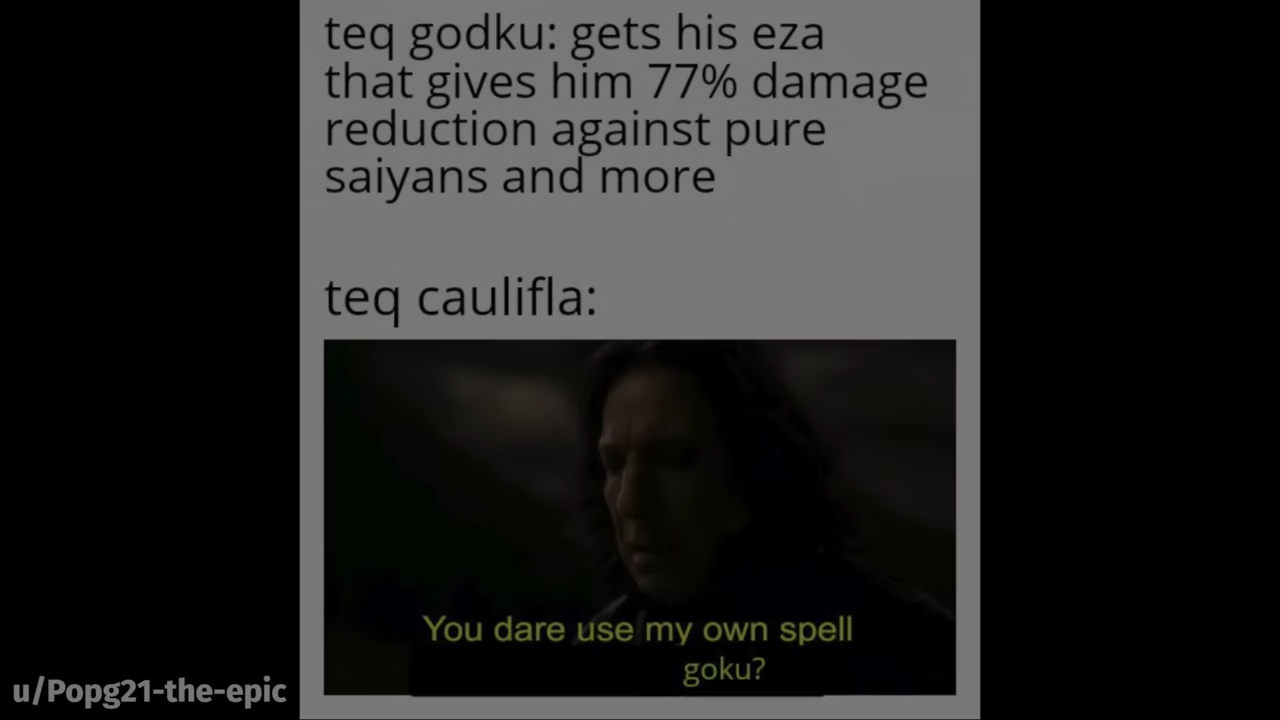 teq godku: gets his eza
that gives him 77% damage
reduction against pure
saiyans and more
teq caulifla:
You dare use my own spell
goku?
u/Popg21-the-epic